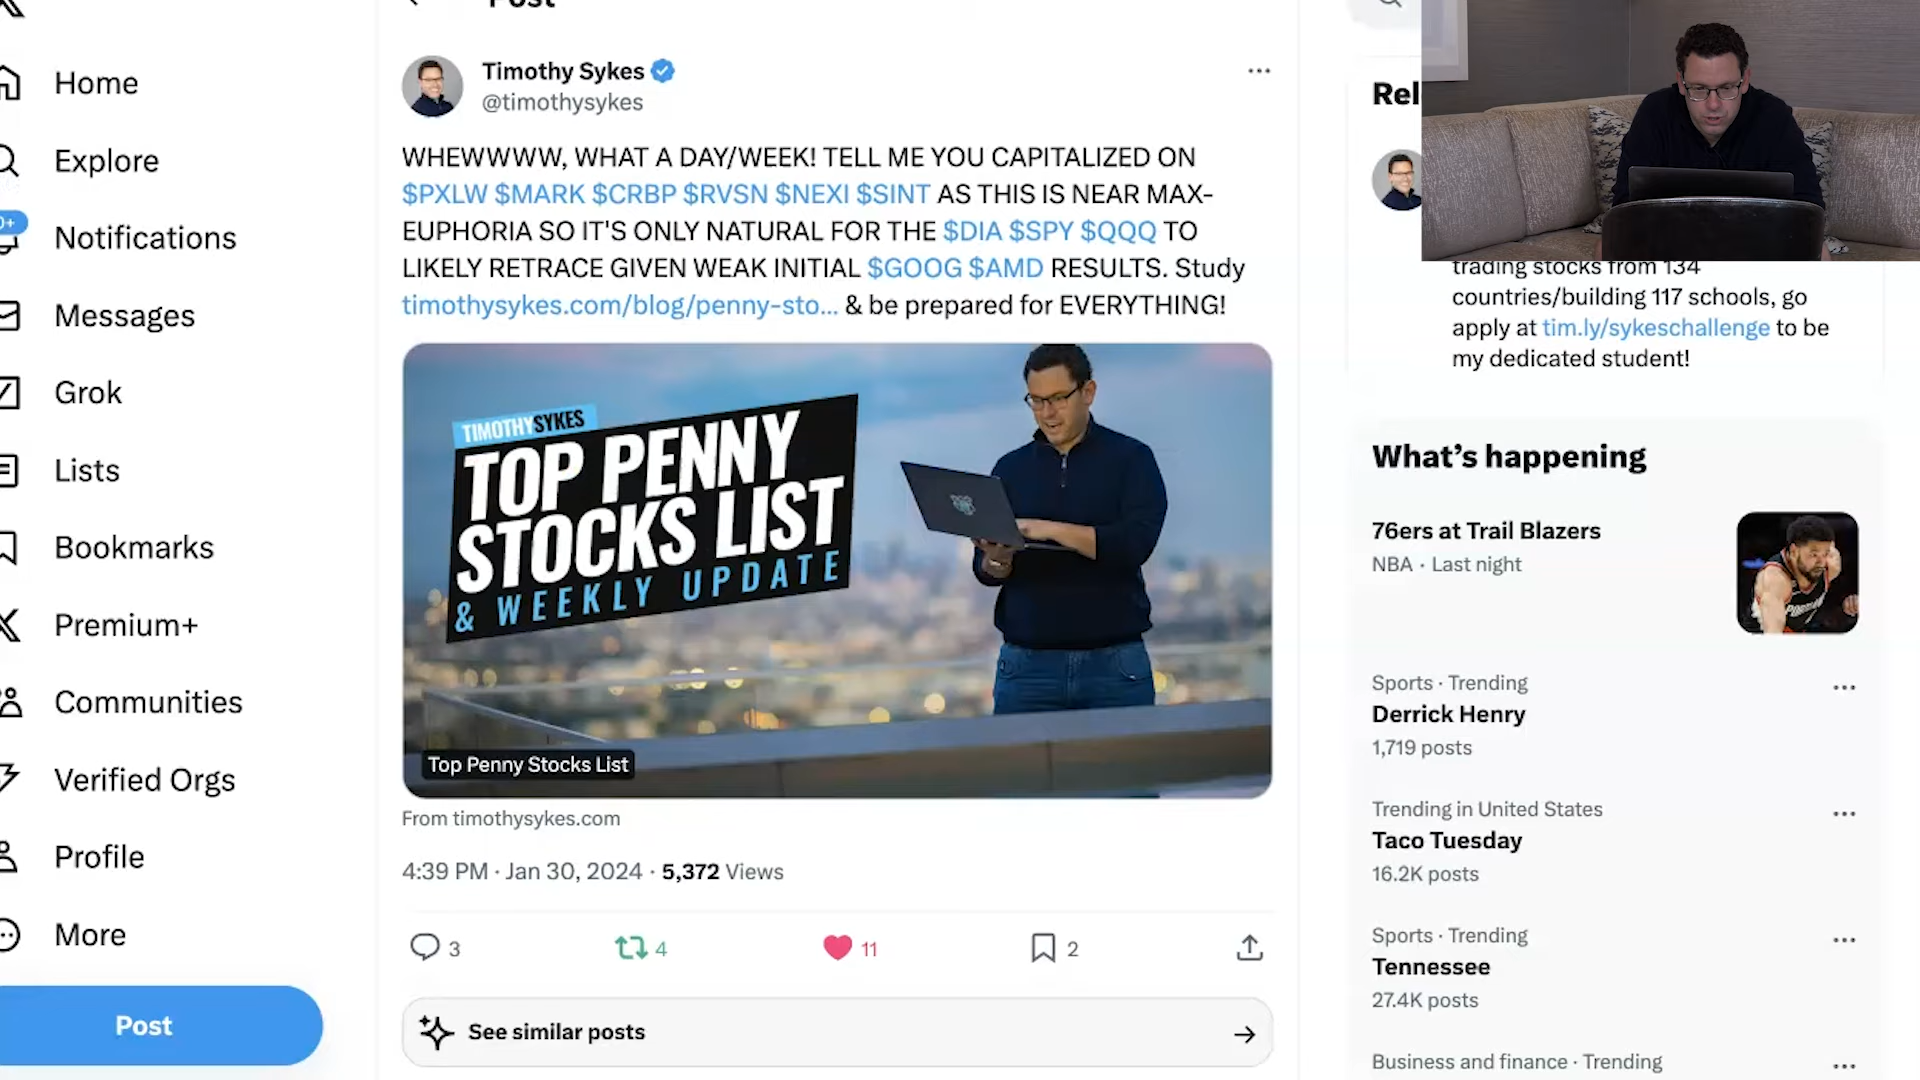 Post
Home
Explore
Notifications
Messages
Grok
Lists
Bookmarks
Premium+
Communities
Verified Orgs
Profile
More
Post
Timothy Sykes
@timothysykes
WHEWWWW, WHAT A DAY/WEEK! TELL ME YOU CAPITALIZED ON
$PXLW $MARK $CRBP $RVSN $NEXI $SINT AS THIS IS NEAR MAX-
EUPHORIA SO IT'S ONLY NATURAL FOR THE $DIA $SPY $QQQ TO
LIKELY RETRACE GIVEN WEAK INITIAL $GOOG $AMD RESULTS. Study
timothysykes.com/blog/penny-sto... & be prepared for EVERYTHING!
TIMOTHYSYKES
TOP PENNY
STOCKS LIST
& WEEKLY UPDATE
Top Penny Stocks List
From timothysykes.com
4:39 PM · Jan 30, 2024 · 5,372 Views
3
4
11
2
See similar posts
Rel
trading stocks from 134
countries/building 117 schools, go
apply at tim.ly/sykeschallenge to be
my dedicated student!
What's happening
76ers at Trail Blazers
NBA · Last night
Sports · Trending
Derrick Henry
1,719 posts
Trending in United States
Taco Tuesday
16.2K posts
Sports · Trending
Tennessee
27.4K posts
Business and finance · Trending